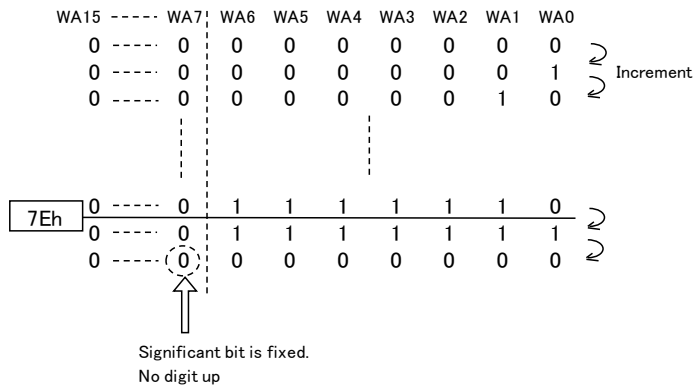 WA15 ----- WA7 WA6 WA5 WA4 WA3 WA2 WA1 WA0
0 ----- 0 0 0 0 0 0 0 0
0 ----- 0 0 0 0 0 0 0 1
Increment
0 ----- 0 0 0 0 0 0 1 0
7Eh
0 ----- 0 1 1 1 1 1 1 0
0 ----- 0 1 1 1 1 1 1 1
0 ----- 0 0 0 0 0 0 0 0
Significant bit is fixed.
No digit up